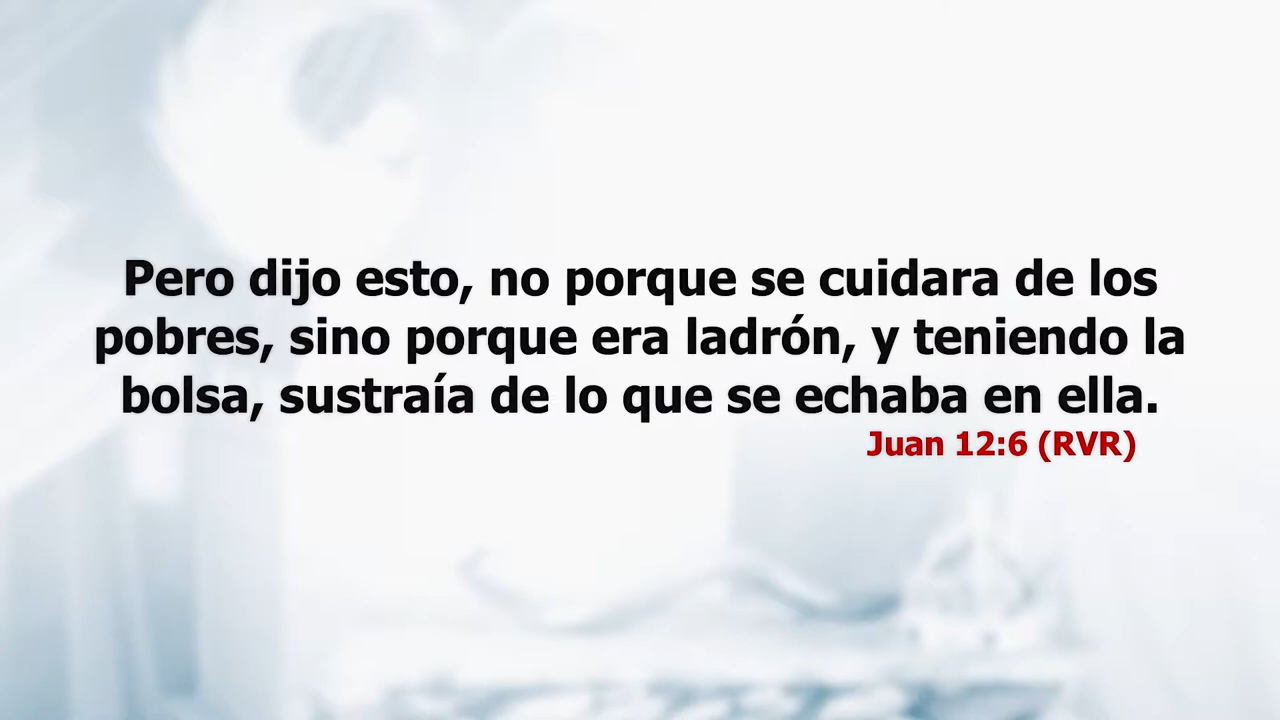 Pero dijo esto, no porque se cuidara de los
pobres, sino porque era ladrón, y teniendo la
bolsa, sustraía de lo que se echaba en ella.
Juan 12:6 (RVR)